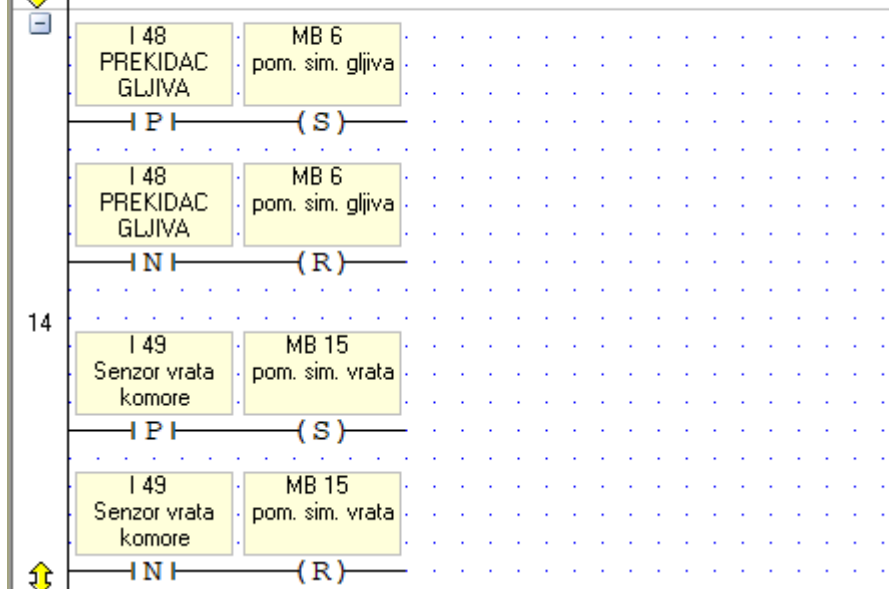 I 48
PREKIDAC
GLJIVA
MB 6
pom. sim. gljiva
P
( S )
I 48
PREKIDAC
GLJIVA
MB 6
pom. sim. gljiva
N
( R )
14
I 49
Senzor vrata
komore
MB 15
pom. sim. vrata
P
( S )
I 49
Senzor vrata
komore
MB 15
pom. sim. vrata
N
( R )